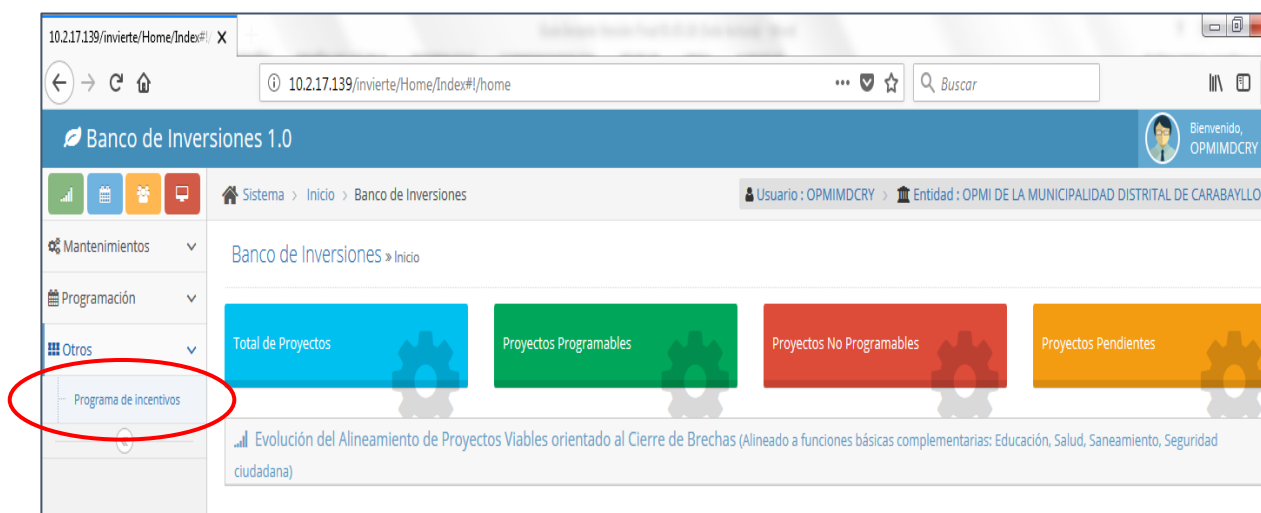 10.2.17.139/invierte/Home/Index#!/
10.2.17.139/invierte/Home/Index#!/home
Buscar
Banco de Inversiones 1.0
Bienvenido,
OPMIMDCRY
Sistema > Inicio > Banco de Inversiones
Usuario : OPMIMDCRY > Entidad : OPMI DE LA MUNICIPALIDAD DISTRITAL DE CARABAYLLO
Mantenimientos
Programación
Otros
Programa de incentivos
Banco de Inversiones » Inicio
Total de Proyectos
Proyectos Programables
Proyectos No Programables
Proyectos Pendientes
Evolución del Alineamiento de Proyectos Viables orientado al Cierre de Brechas (Alineado a funciones básicas complementarias: Educación, Salud, Saneamiento, Seguridad
ciudadana)